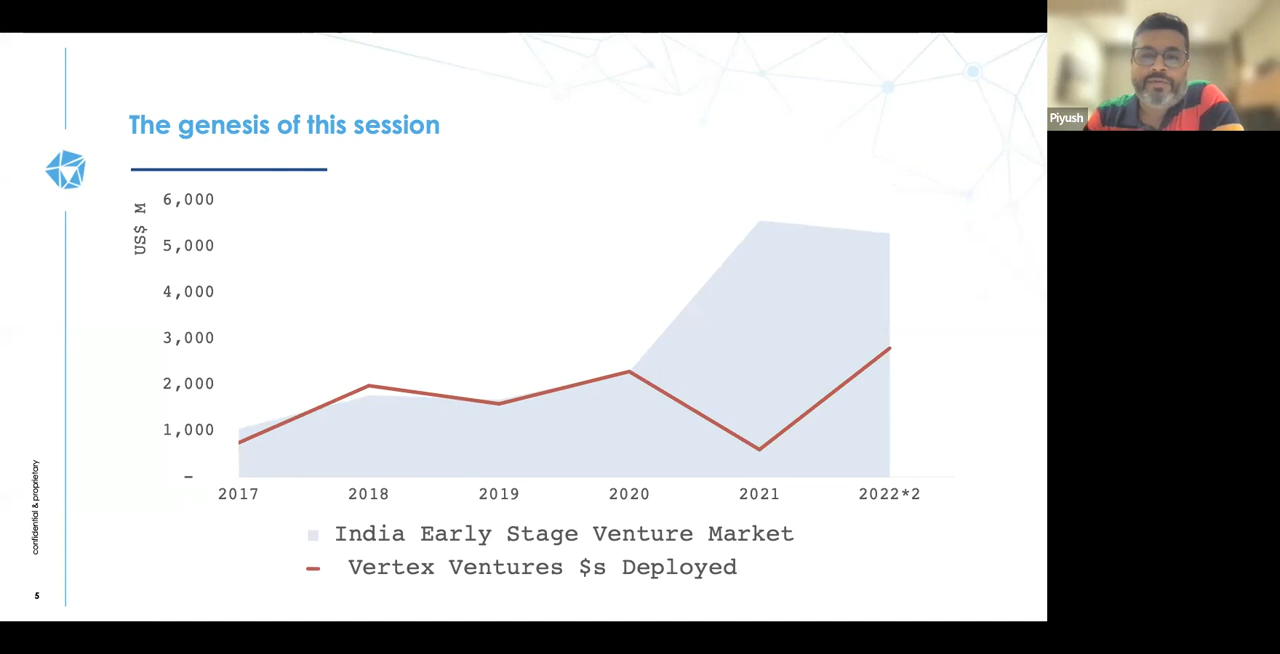 The genesis of this session
US$ M
6,000
5,000
4,000
3,000
2,000
1,000
–
2017 2018 2019 2020 2021 2022*2
India Early Stage Venture Market
Vertex Ventures $s Deployed
confidential & proprietary
5
Piyush